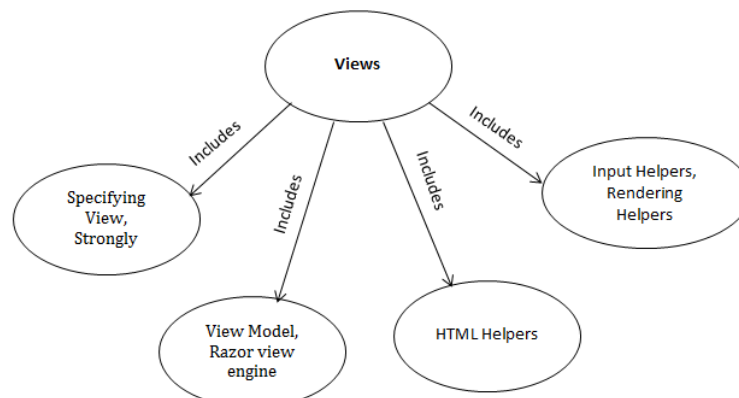 Views
Includes
Includes
Includes
Includes
Specifying
View,
Strongly
View Model,
Razor view
engine
HTML Helpers
Input Helpers,
Rendering
Helpers